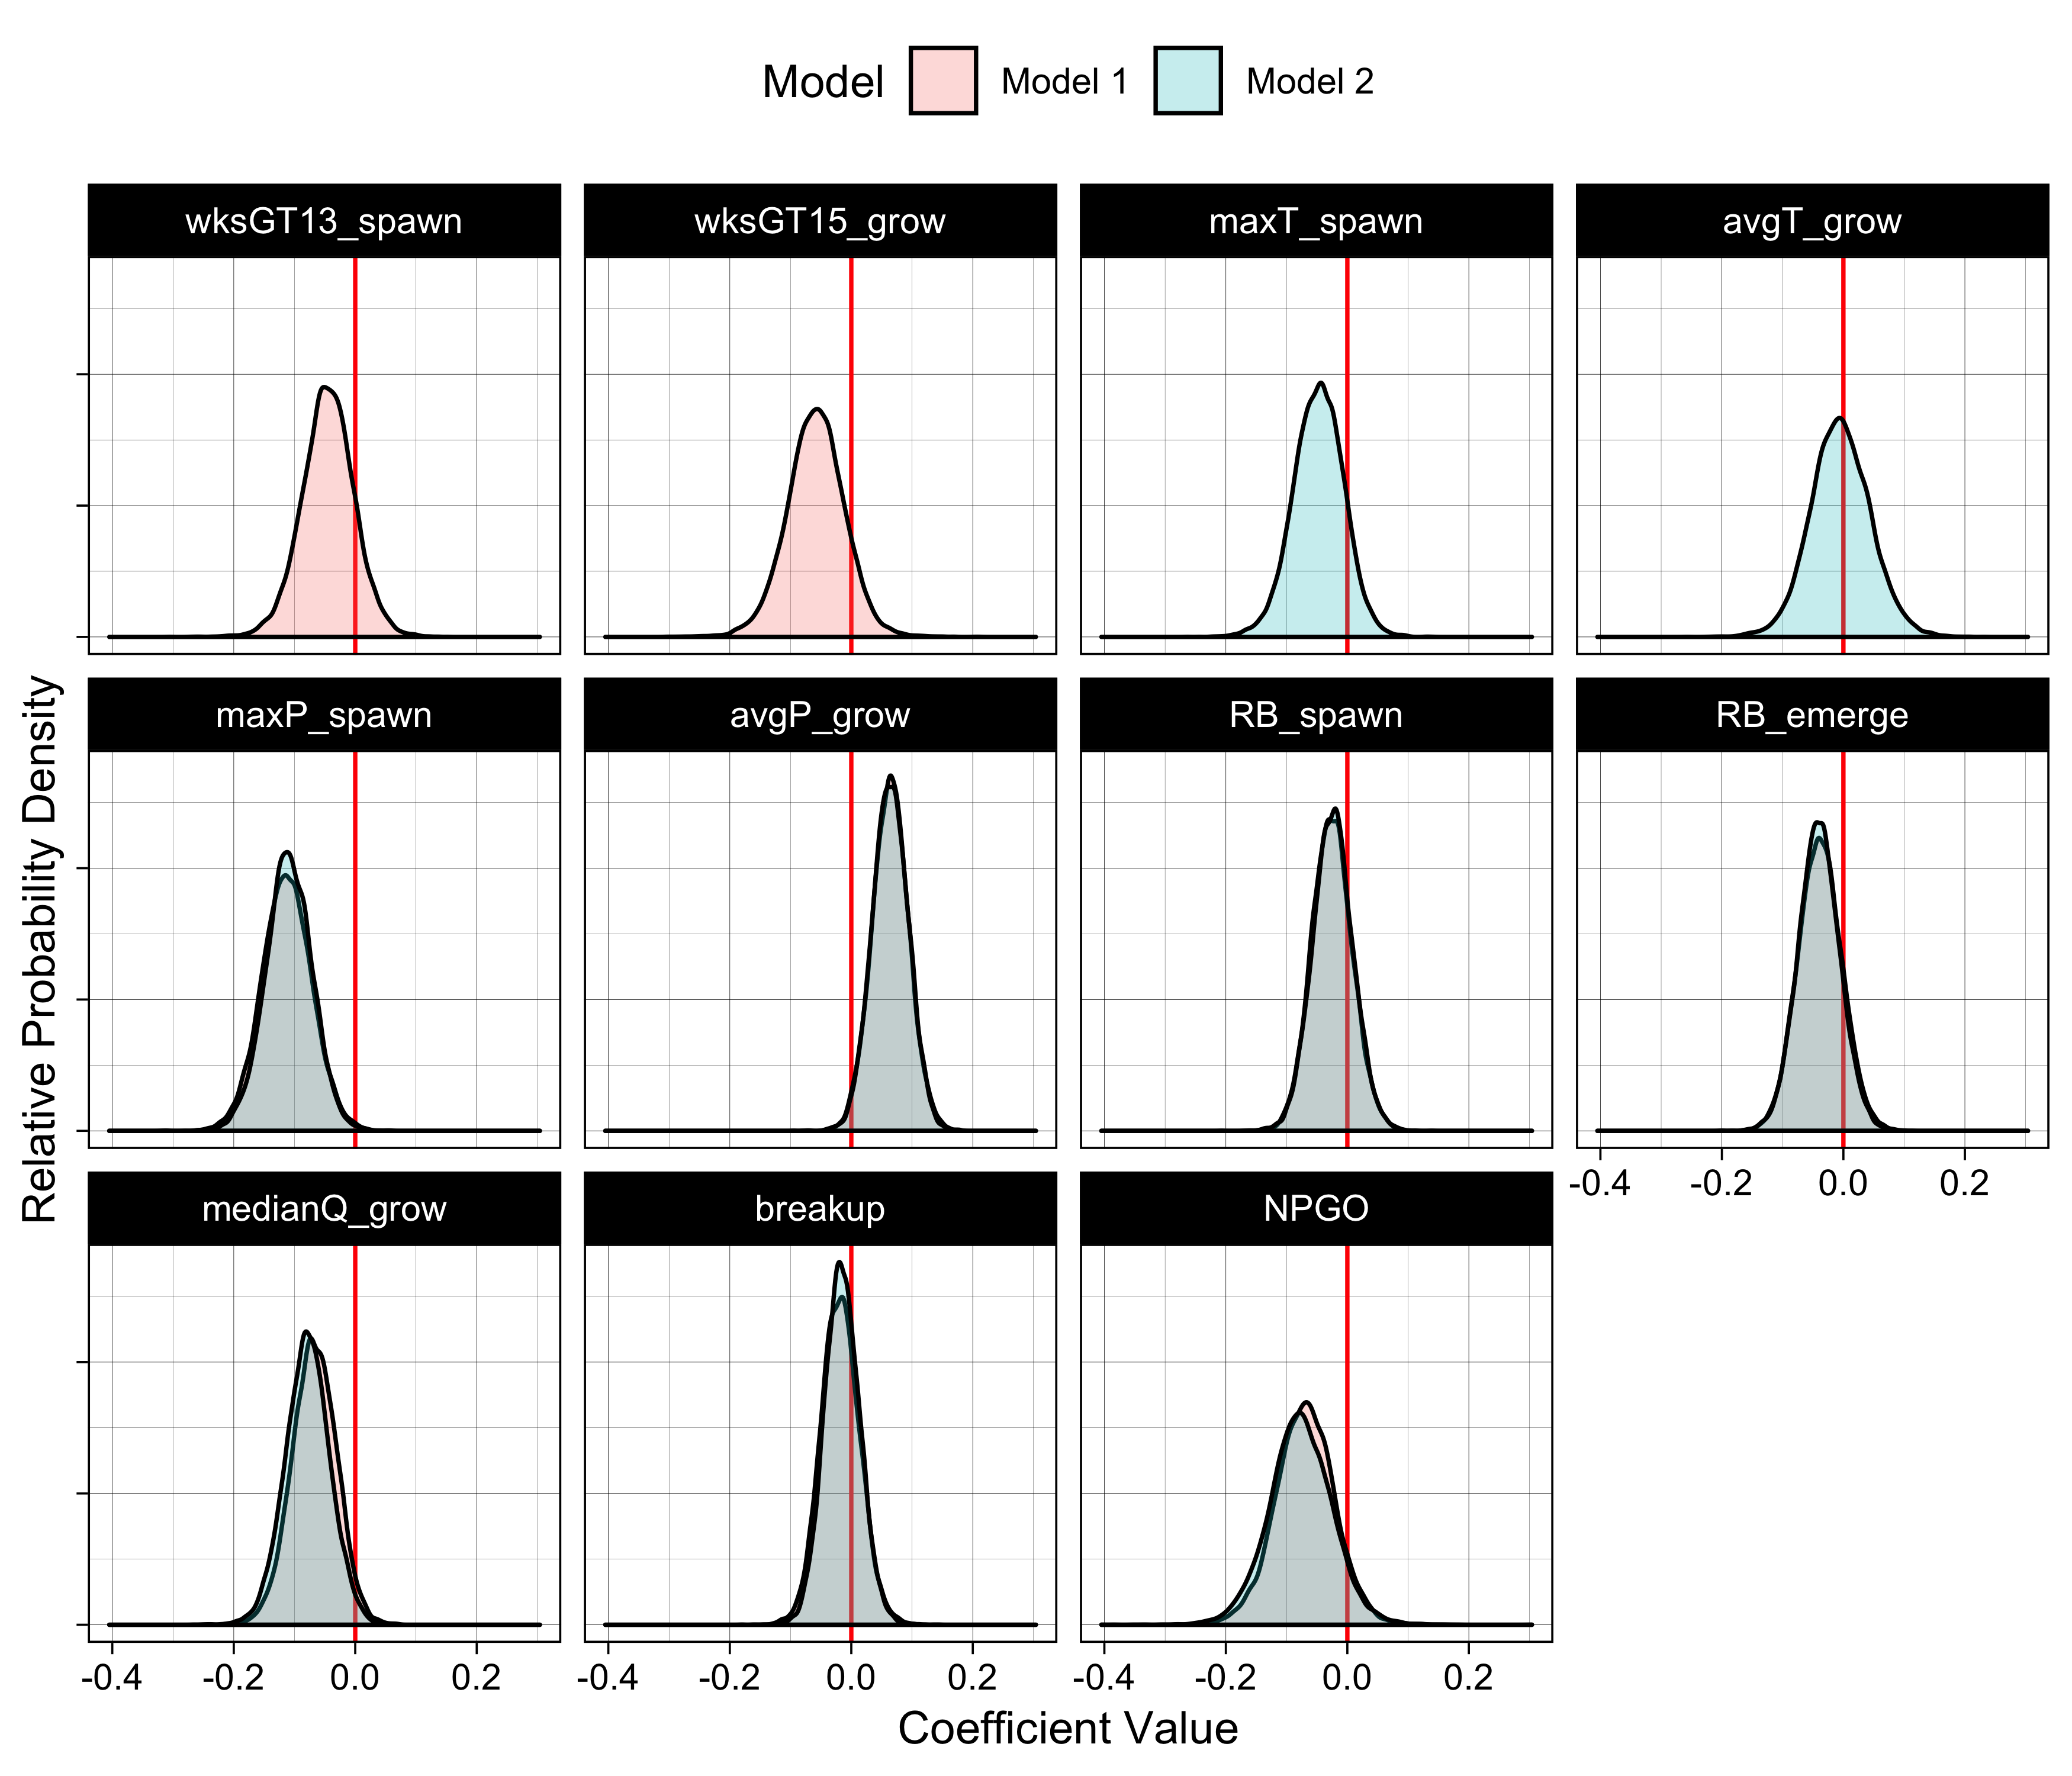 Model Model 1 Model 2
wksGT13_spawn wksGT15_grow maxT_spawn avgT_grow
maxP_spawn avgP_grow RB_spawn RB_emerge
-0.4 -0.2 0.0 0.2
medianQ_grow breakup NPGO
-0.4 -0.2 0.0 0.2 -0.4 -0.2 0.0 0.2 -0.4 -0.2 0.0 0.2
Coefficient Value
Relative Probability Density